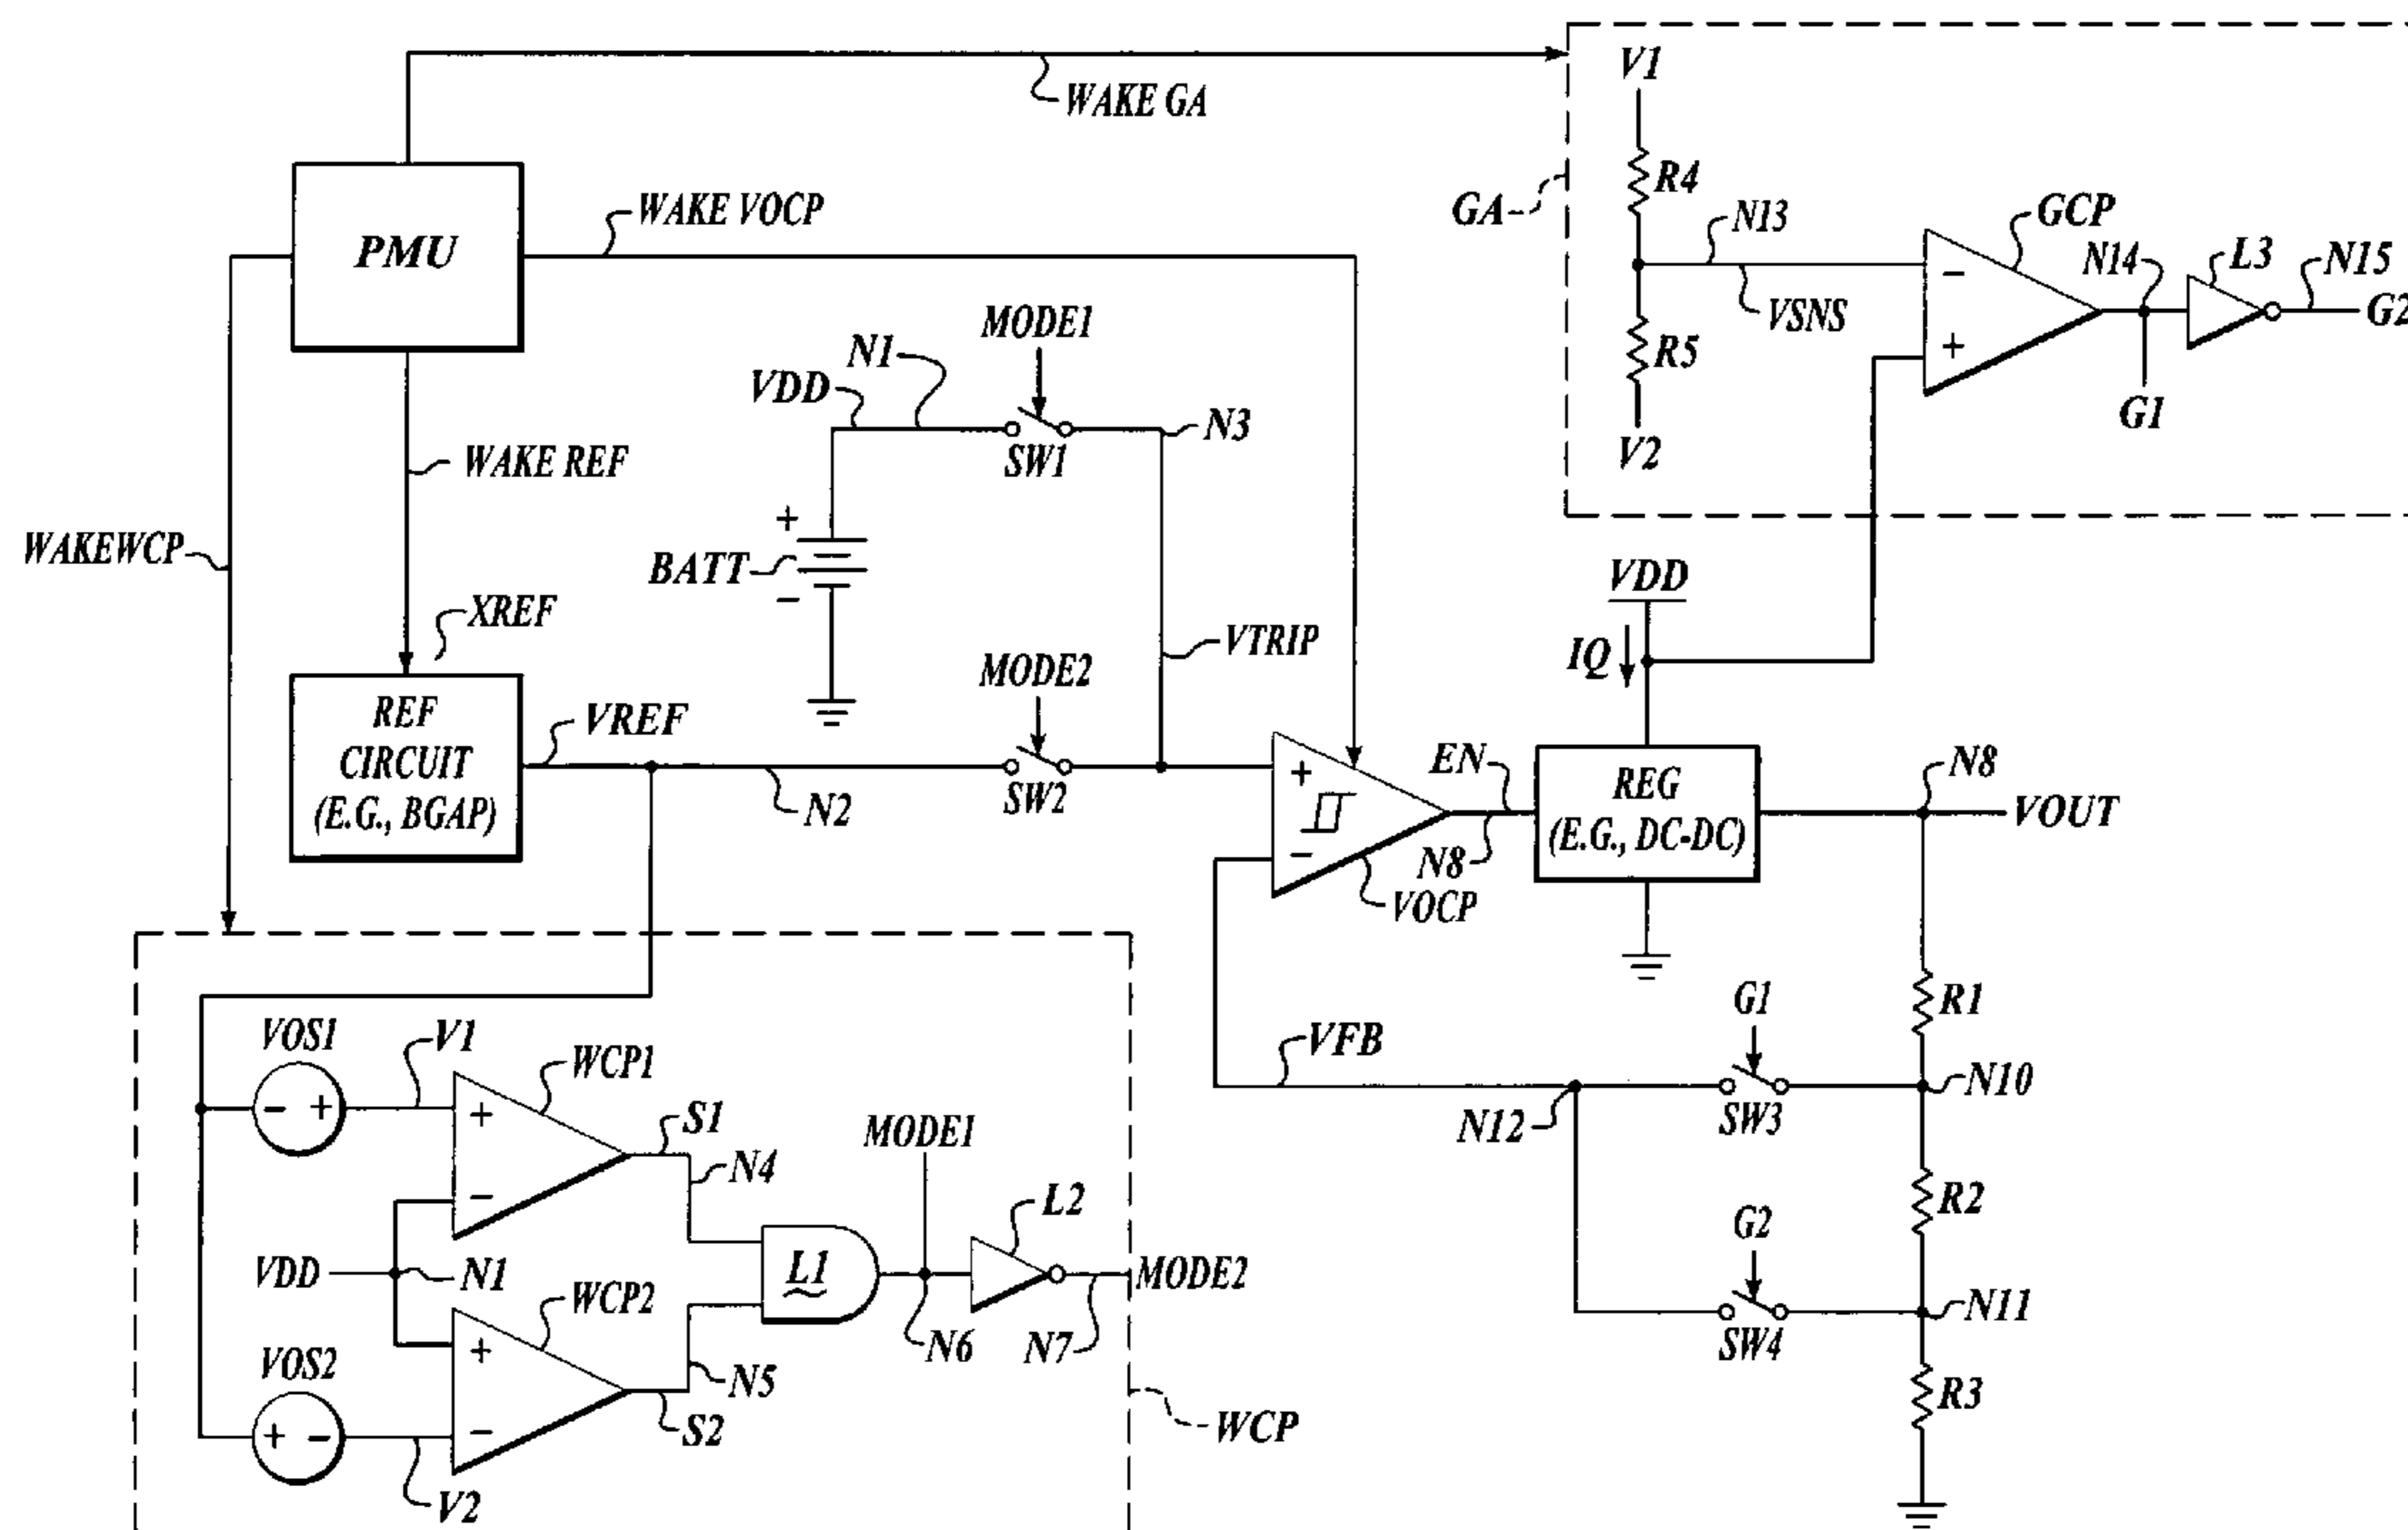 WAKE GA
V1
R4
GA
N13
GCP
VSNS
N14
L3
N15
G2
R5
G1
V2
PMU
WAKE VOCP
MODE1
N1
VDD
SW1
N3
WAKE REF
WAKEWCP
+
BATT
−
XREF
REF
CIRCUIT
(E.G., BGAP)
VREF
N2
MODE2
SW2
VTRIP
VDD
IQ
+
−
EN
N8
VOCP
REG
(E.G., DC-DC)
N8
VOUT
R1
G1
SW3
N10
VFB
N12
R2
G2
SW4
N11
R3
VOS1
− +
V1
WCP1
+
−
S1
N4
VDD
N1
MODE1
L1
L2
MODE2
N6
N7
WCP2
+
−
N5
S2
VOS2
+ −
V2
WCP
−
+